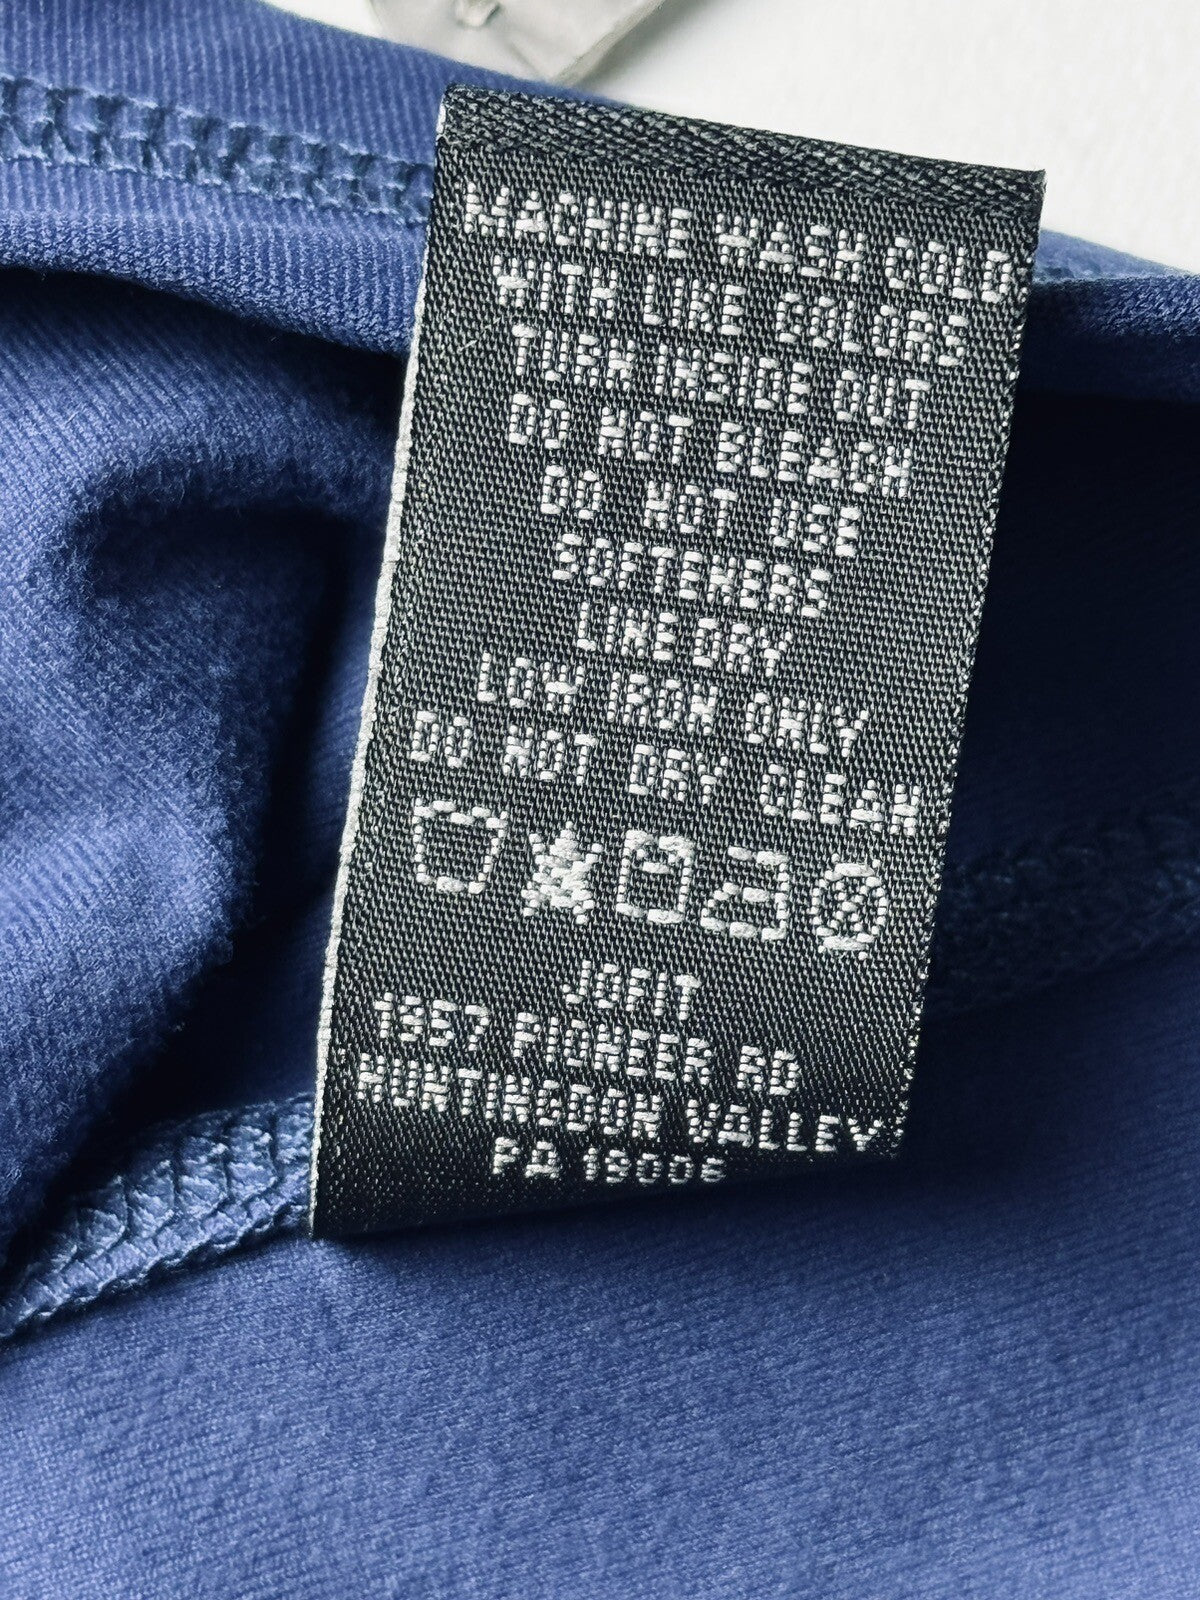 MACHINE WASH COLD
WITH LIKE COLORS
TURN INSIDE OUT
DO NOT BLEACH
DO NOT USE
SOFTENERS
LINE DRY
LOW IRON ONLY
DO NOT DRY CLEAN
JOFIT
1957 PIONEER RD
HUNTINGDON VALLEY
PA 19006